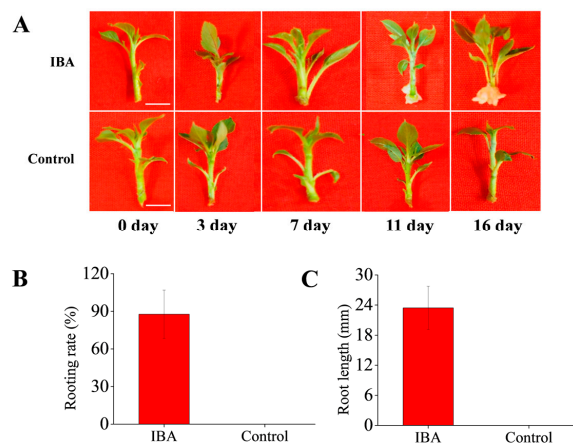 A
IBA
Control
0 day 3 day 7 day 11 day 16 day
B
Rooting rate (%)
120
90
60
30
0
IBA Control
C
Root length (mm)
30
24
18
12
6
0
IBA Control